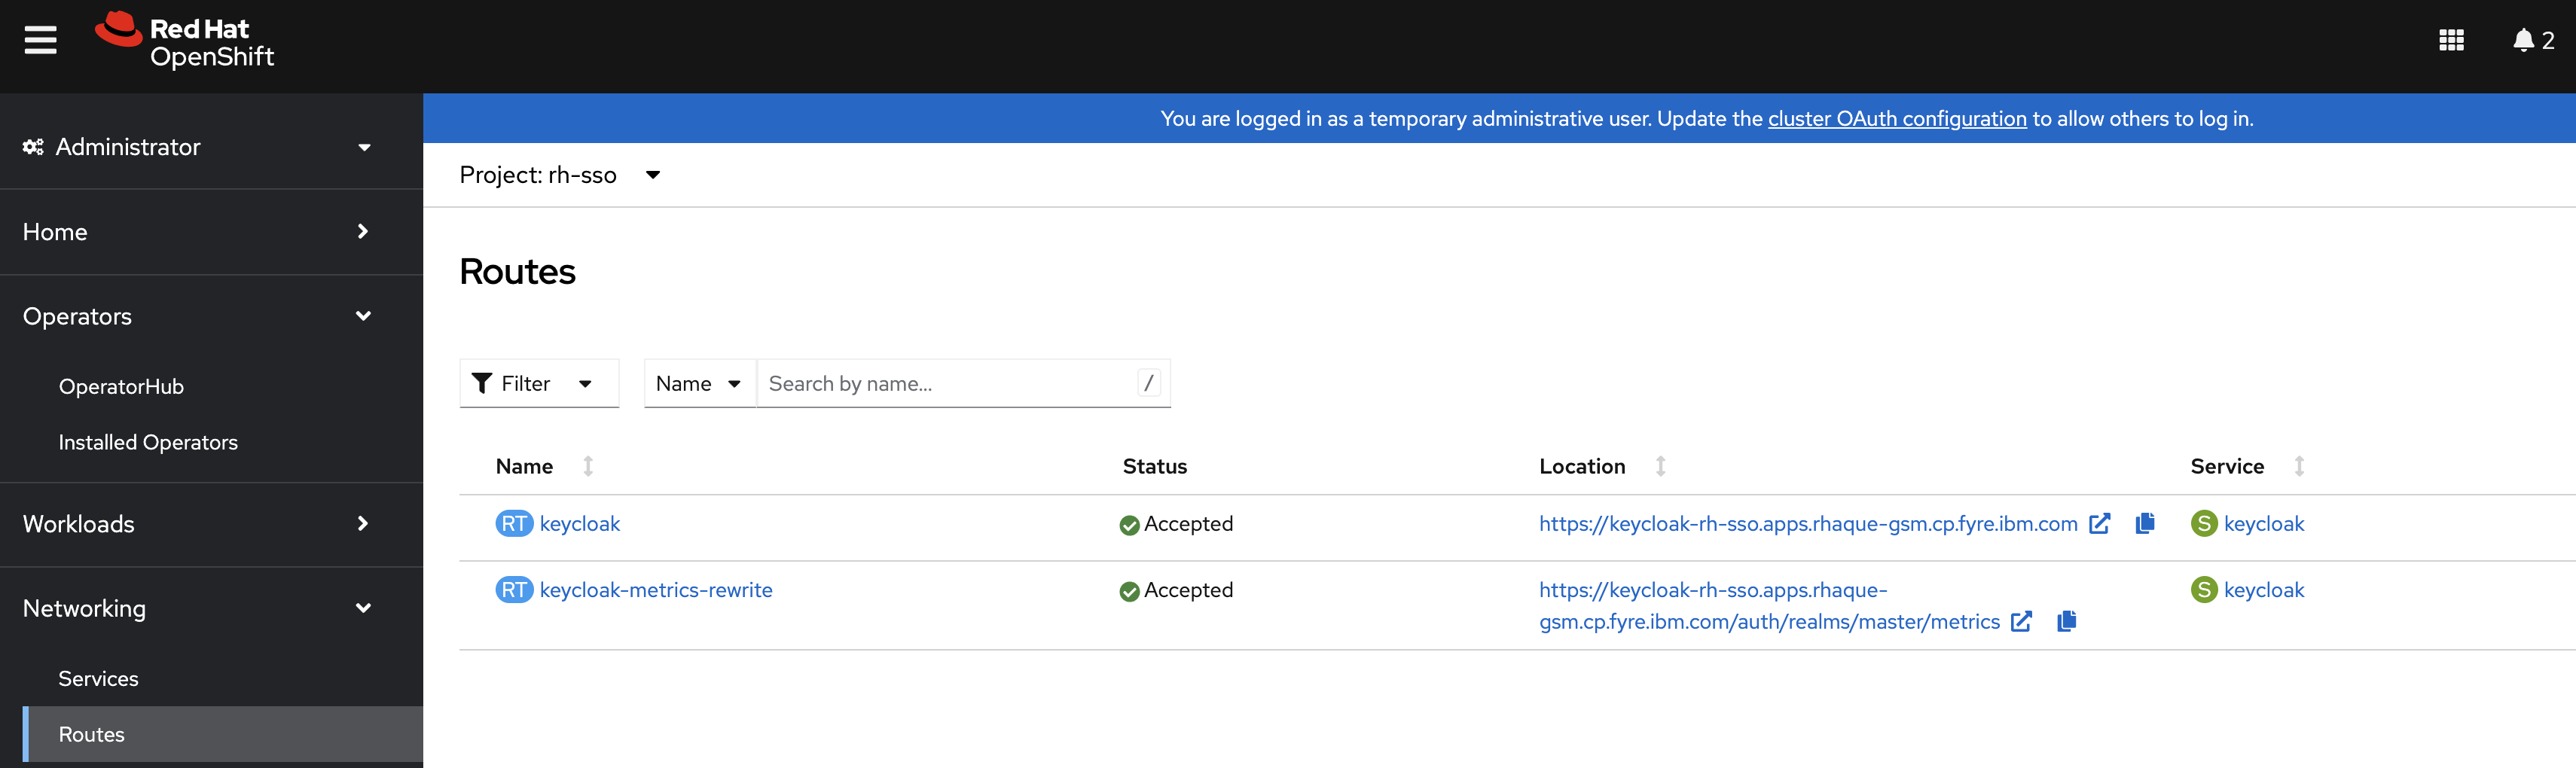 Red Hat
OpenShift
2
You are logged in as a temporary administrative user. Update the cluster OAuth configuration to allow others to log in.
Administrator
Home
Operators
OperatorHub
Installed Operators
Workloads
Networking
Services
Routes
Project: rh-sso
Routes
Filter
Name
Search by name...
/
Name
Status
Location
Service
RT keycloak
Accepted
https://keycloak-rh-sso.apps.rhaque-gsm.cp.fyre.ibm.com
S keycloak
RT keycloak-metrics-rewrite
Accepted
https://keycloak-rh-sso.apps.rhaque-
gsm.cp.fyre.ibm.com/auth/realms/master/metrics
S keycloak